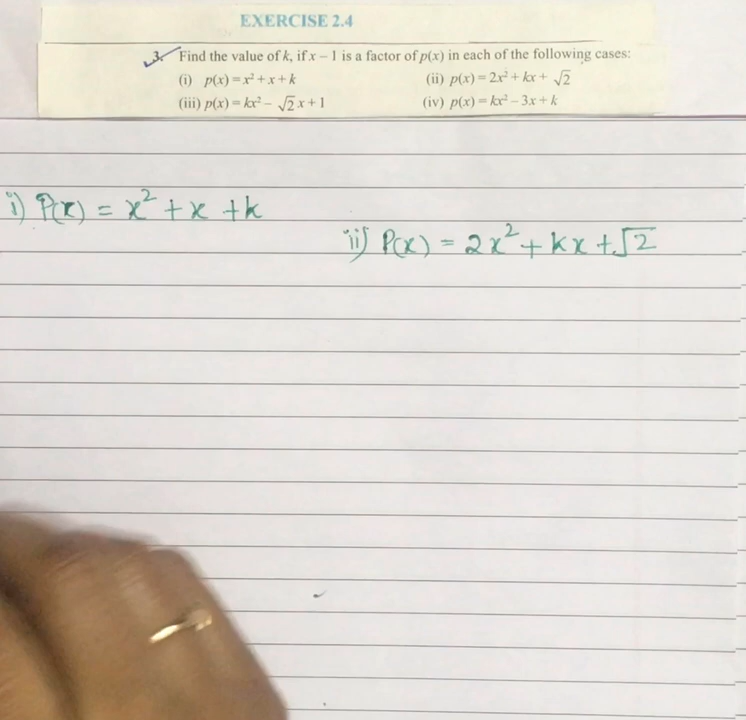 EXERCISE 2.4
3. Find the value of k, if x – 1 is a factor of p(x) in each of the following cases:
(i) p(x) = x² + x + k (ii) p(x) = 2x² + kx + √2
(iii) p(x) = kx² – √2 x + 1 (iv) p(x) = kx² – 3x + k
i) P(x) = x² + x + k
ii) P(x) = 2x² + kx + √2